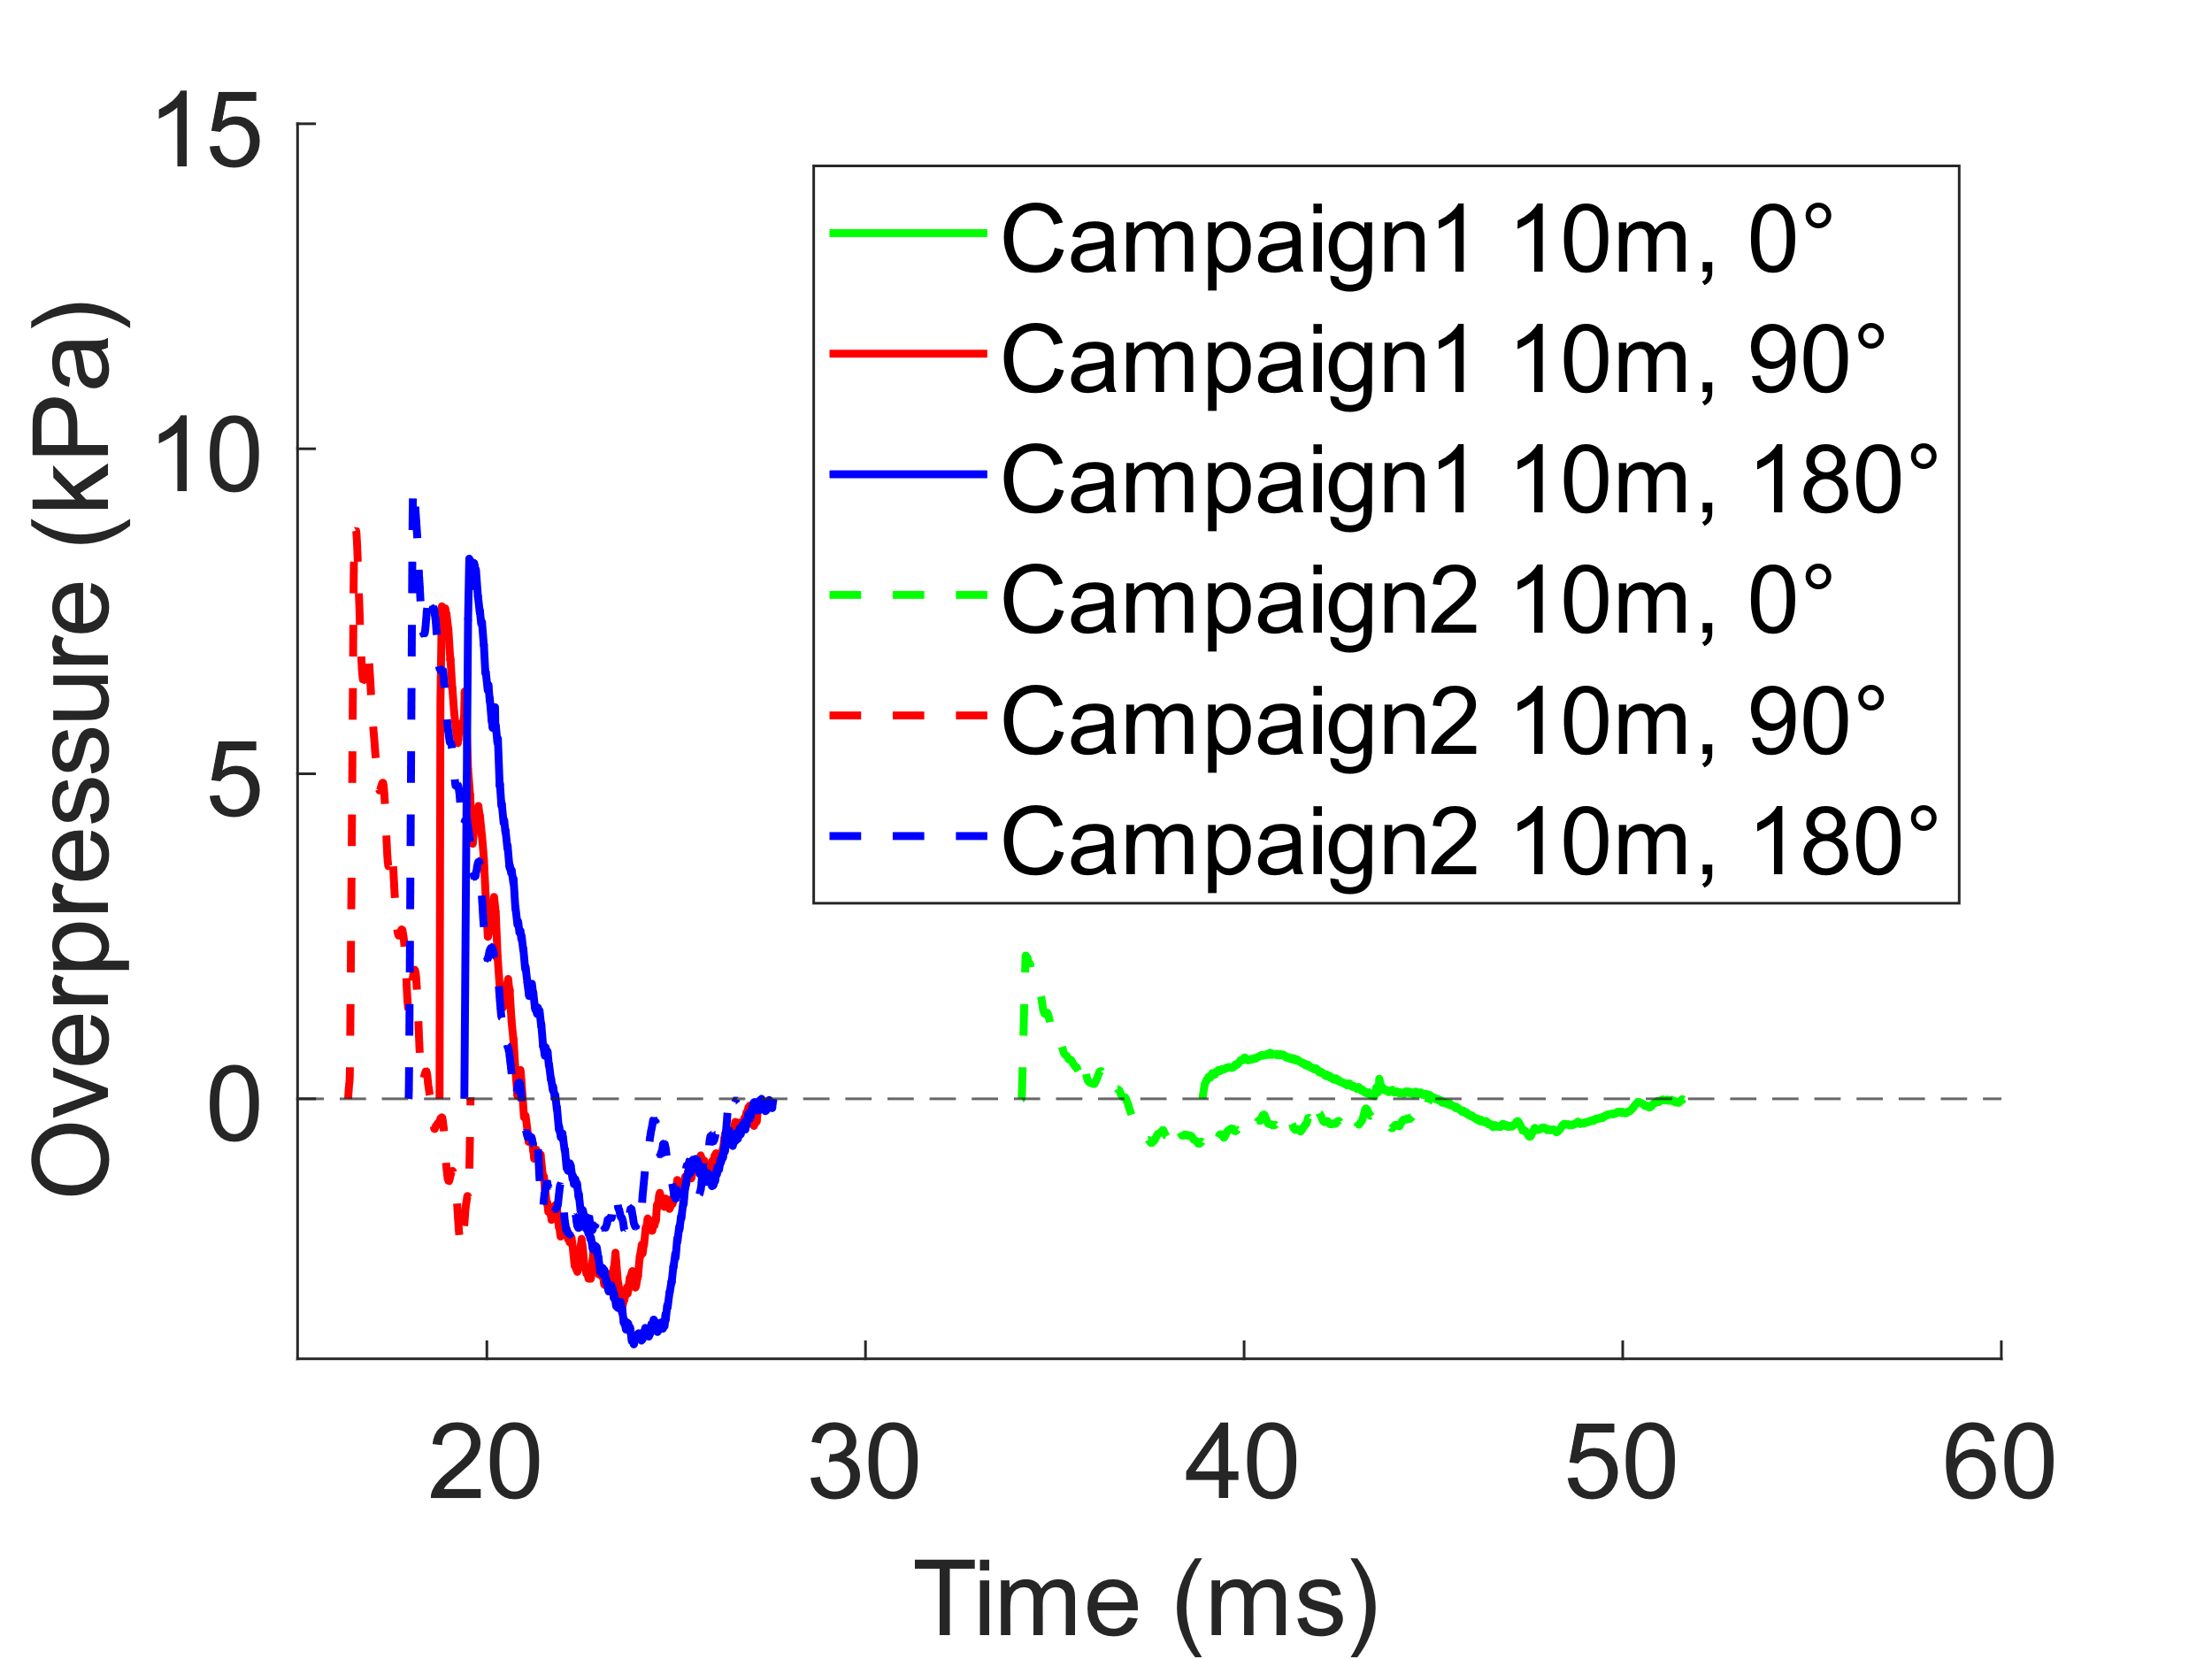 15
10
5
0
Overpressure (kPa)
Campaign1 10m, 0°
Campaign1 10m, 90°
Campaign1 10m, 180°
Campaign2 10m, 0°
Campaign2 10m, 90°
Campaign2 10m, 180°
20 30 40 50 60
Time (ms)